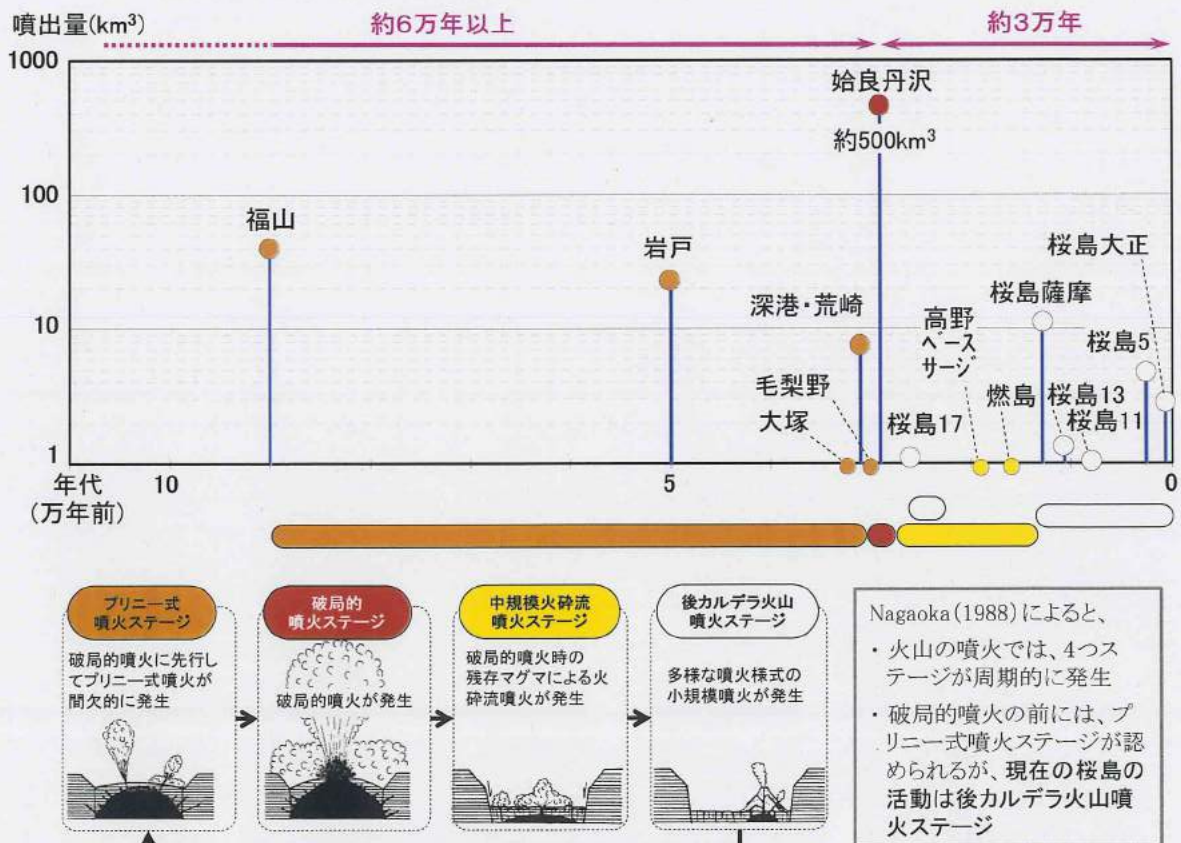 噴出量(km³)
約6万年以上
約3万年
1000
100
10
1
姶良丹沢
約500km³
福山
岩戸
深港・荒崎
毛梨野
大塚
桜島17
高野
ベース
サージ
燃島
桜島薩摩
桜島13
桜島11
桜島5
桜島大正
年代
(万年前)
10
5
0
プリニー式
噴火ステージ
破局的噴火に先行し
てプリニー式噴火が
間欠的に発生
破局的
噴火ステージ
破局的噴火が発生
中規模火砕流
噴火ステージ
破局的噴火時の
残存マグマによる火
砕流噴火が発生
後カルデラ火山
噴火ステージ
多様な噴火様式の
小規模噴火が発生
Nagaoka(1988)によると、
・火山の噴火では、4つス
テージが周期的に発生
・破局的噴火の前には、プ
リニー式噴火ステージが認
められるが、現在の桜島の
活動は後カルデラ火山噴
火ステージ